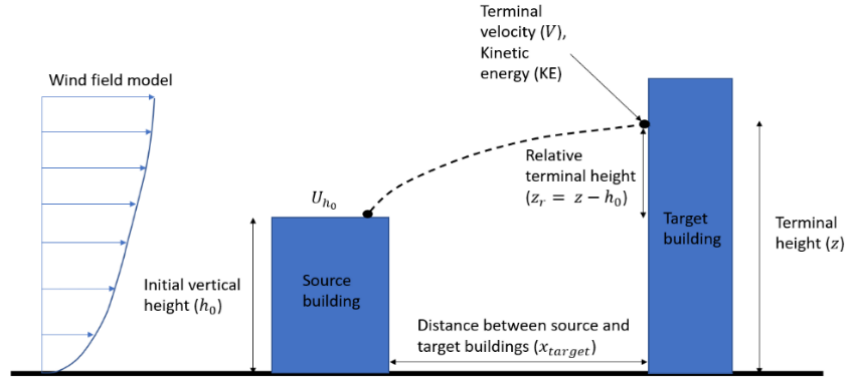 Terminal
velocity (V),
Kinetic
energy (KE)
Wind field model
Relative
terminal height
(z_r = z − h_0)
U_{h_0}
Target
building
Terminal
height (z)
Initial vertical
height (h_0)
Source
building
Distance between source and
target buildings (x_{target})